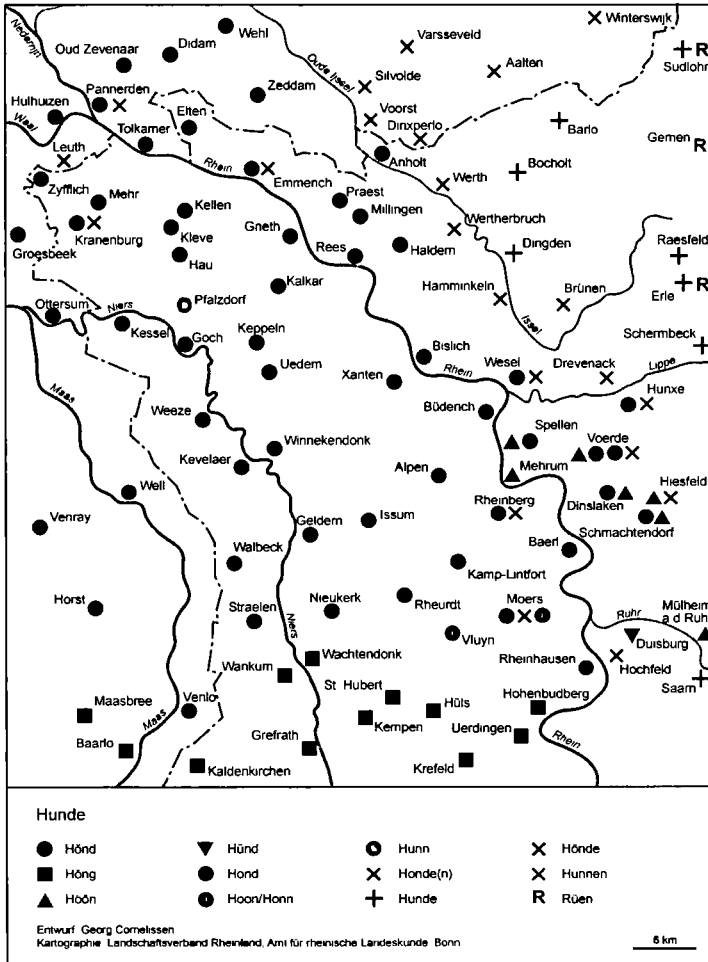 Wehl
Winterswijk
Nederrijn
Didam
Varsseveld
Oud Zevenaar
Oude IJssel
R
Sudlohn
Aalten
Silvolde
Zeddam
Pannerden
Hulhuizen
Elten
Voorst
Barlo
Waal
Tolkamer
Dinxperlo
Gemen
R
Leuth
Rhein
Anholt
Bocholt
Zyfflich
Emmench
Werth
Mehr
Praest
Kellen
Millingen
Wertherbruch
Kranenburg
Kleve
Gneth
Groesbeek
Rees
Haldern
Dingden
Raesfeld
Hau
Kalkar
Hamminkeln
Brünen
Erle
R
Pfalzdorf
Ottersum
Niers
Issel
Kessel
Keppeln
Goch
Schermbeck
Bislich
Uedem
Rhein
Wesel
Drevenack
Lippe
Maas
Xanten
Hunxe
Büdench
Weeze
Spellen
Voerde
Winnekendonk
Kevelaer
Mehrum
Alpen
Hiesfeld
Well
Dinslaken
Rheinberg
Schmachtendorf
Venray
Geldern
Issum
Baerl
Walbeck
Kamp-Lintfort
Horst
Nieukerk
Rheurdt
Moers
Ruhr
Mülheim
a d Ruhr
Straelen
Niers
Vluyn
Duisburg
Wachtendonk
Rheinhausen
Hochfeld
Wankum
St Hubert
Saarn
Hohenbudberg
Maasbree
Venlo
Hüls
Kempen
Maas
Uerdingen
Rhein
Baarlo
Grefrath
Kaldenkirchen
Krefeld
Hunde
Hönd
Hünd
Hunn
Hönde
Höng
Hond
Honde(n)
Hunnen
Höön
Hoon/Honn
Hunde
R Rüen
Entwurf Georg Cornelissen
Kartographie Landschaftsverband Rheinland, Amt für rheinische Landeskunde Bonn
6 km